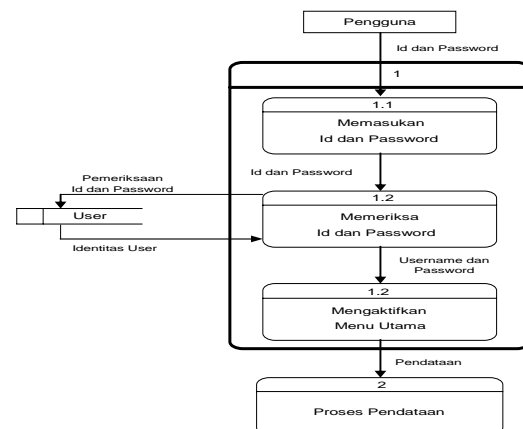 Pengguna
Id dan Password
1
1.1
Memasukan
Id dan Password
Id dan Password
Pemeriksaan
Id dan Password
User
Identitas User
1.2
Memeriksa
Id dan Password
Username dan
Password
1.2
Mengaktifkan
Menu Utama
Pendataan
2
Proses Pendataan